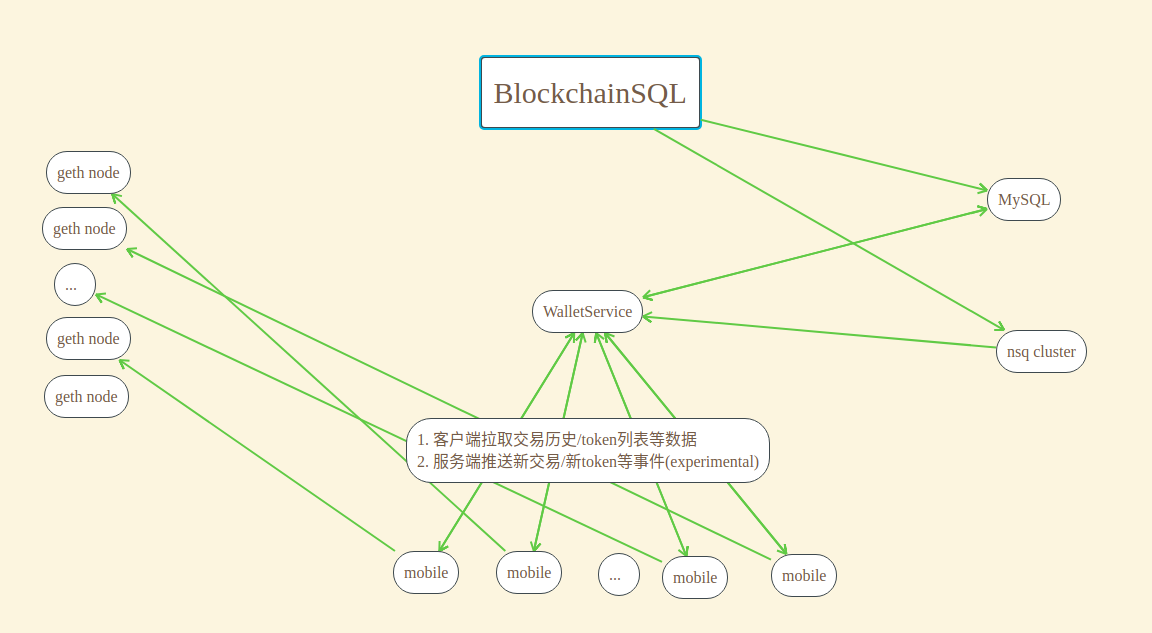 BlockchainSQL
geth node
MySQL
geth node
...
WalletService
geth node
nsq cluster
geth node
1. 客户端拉取交易历史/token列表等数据
2. 服务端推送新交易/新token等事件(experimental)
mobile
mobile
...
mobile
mobile